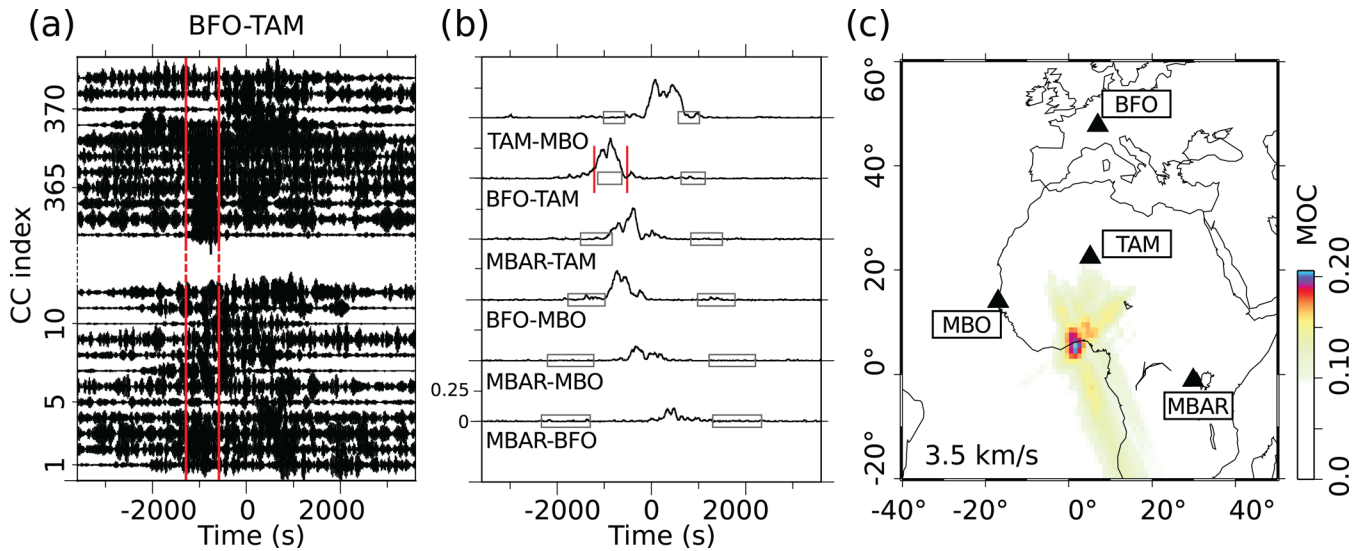 (a)
BFO-TAM
-2000 0 2000
Time (s)
CC index
370
365
10
5
1
(b)
TAM-MBO
BFO-TAM
MBAR-TAM
BFO-MBO
MBAR-MBO
MBAR-BFO
0.25
0
-2000 0 2000
Time (s)
(c)
60°
40°
20°
0°
-20°
BFO
TAM
MBO
MBAR
3.5 km/s
-40° -20° 0° 20° 40°
MOC
0.20
0.10
0.0